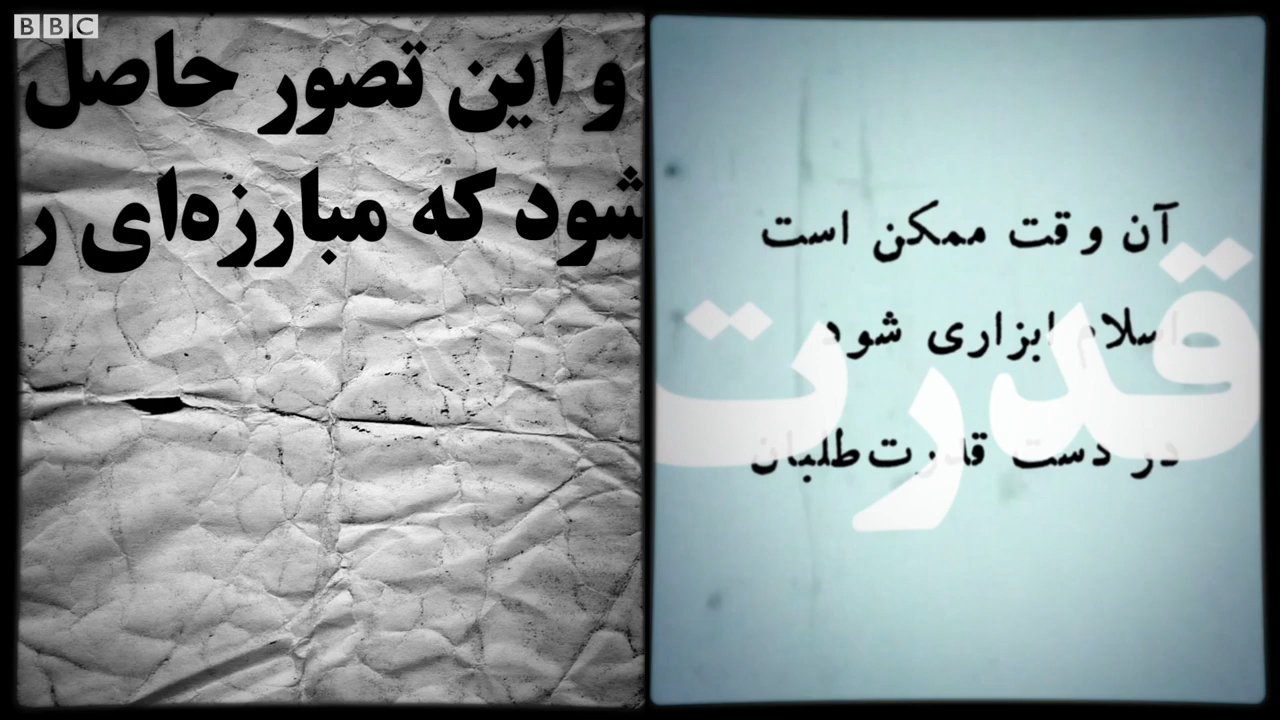 BBC
و این تصور حاصل
شود که مبارزه‌ای ر
آن وقت ممکن است
اسلام ابزاری شود
در دست قدرت‌طلبان
قدرت